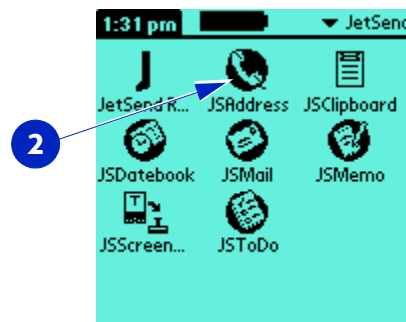 1:31 pm JetSend
JetSend R... JSAddress JSClipboard
2
JSDatebook JSMail JSMemo
JSScreen... JSToDo